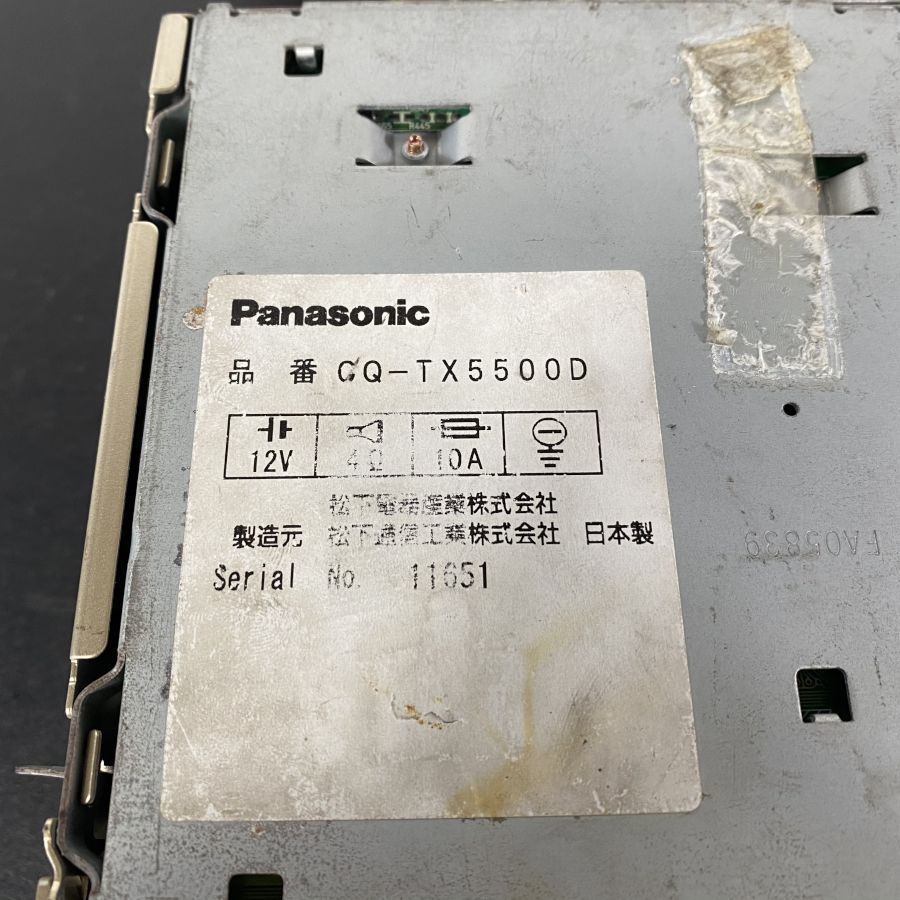 R445
Panasonic
品番 CQ-TX5500D
12V 4Ω 10A
松下電器産業株式会社
製造元 松下通信工業株式会社 日本製
Serial No. 11651
FA05839